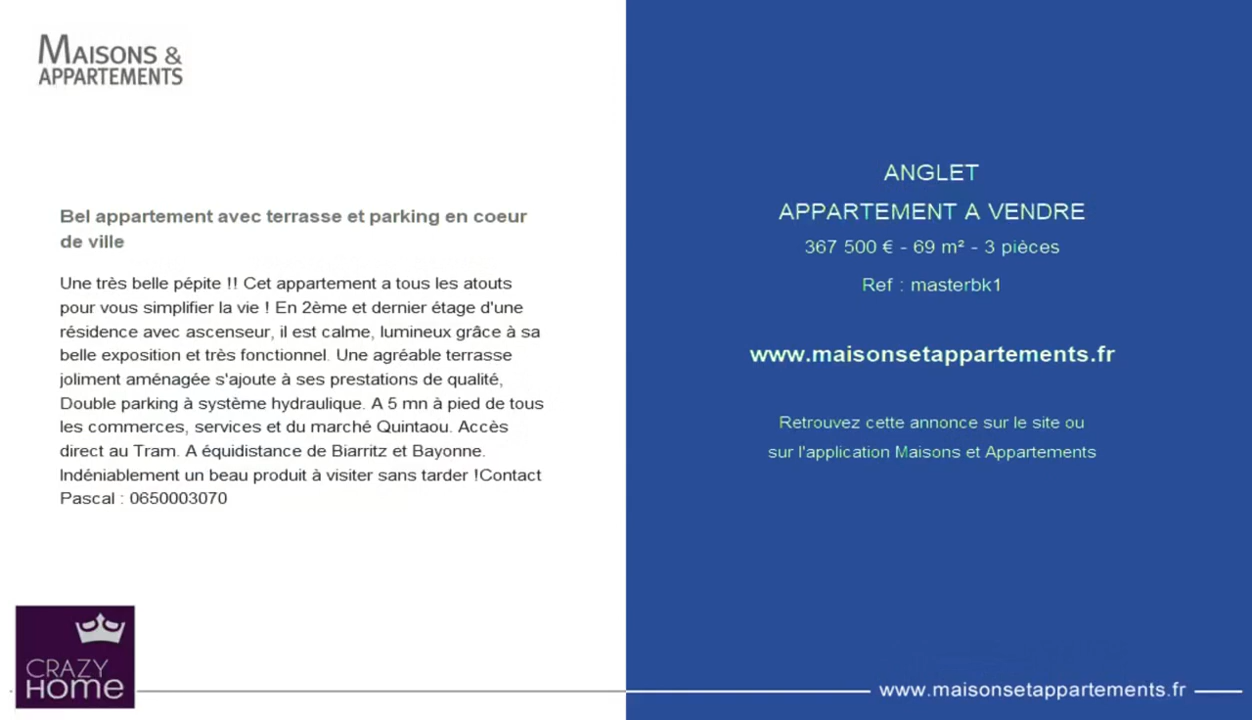 MAISONS &
APPARTEMENTS
Bel appartement avec terrasse et parking en coeur
de ville
Une très belle pépite !! Cet appartement a tous les atouts
pour vous simplifier la vie ! En 2ème et dernier étage d'une
résidence avec ascenseur, il est calme, lumineux grâce à sa
belle exposition et très fonctionnel. Une agréable terrasse
joliment aménagée s'ajoute à ses prestations de qualité,
Double parking à système hydraulique. A 5 mn à pied de tous
les commerces, services et du marché Quintaou. Accès
direct au Tram. A équidistance de Biarritz et Bayonne.
Indéniablement un beau produit à visiter sans tarder !Contact
Pascal : 0650003070
CRAZY
HOME
ANGLET
APPARTEMENT A VENDRE
367 500 € - 69 m² - 3 pièces
Ref : masterbk1
www.maisonsetappartements.fr
Retrouvez cette annonce sur le site ou
sur l'application Maisons et Appartements
www.maisonsetappartements.fr